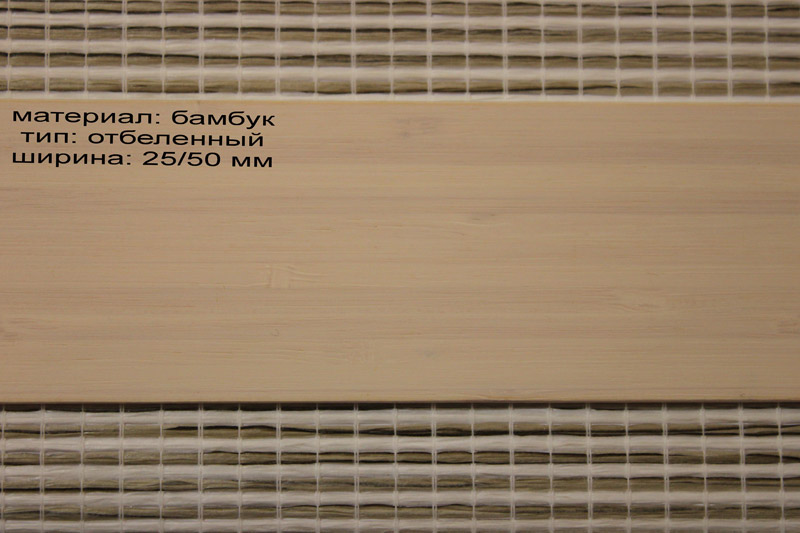 материал: бамбук
тип: отбеленный
ширина: 25/50 мм